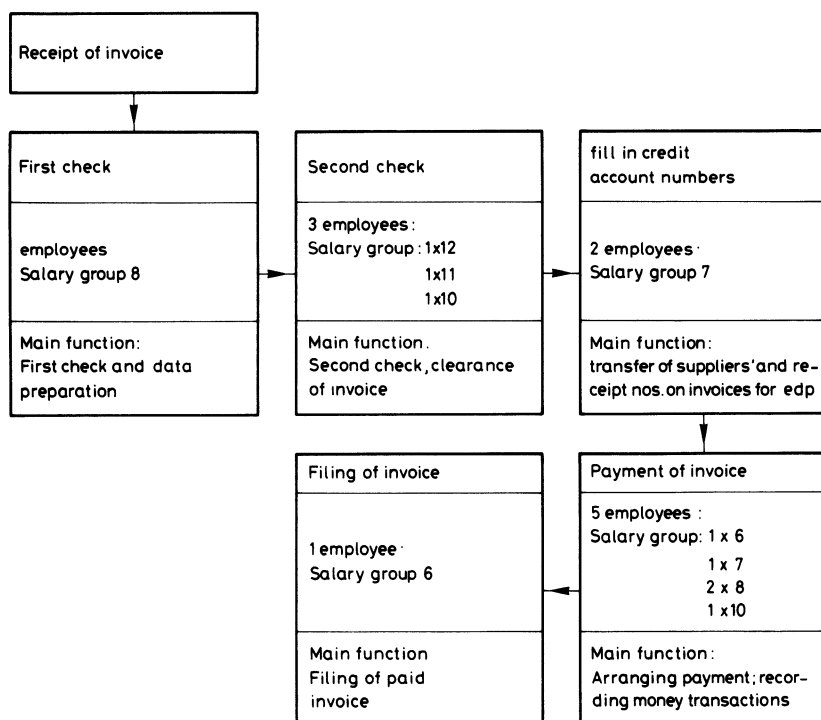 Receipt of invoice
First check
employees
Salary group 8
Main function:
First check and data
preparation
Second check
3 employees:
Salary group: 1x12
1x11
1x10
Main function.
Second check, clearance
of invoice
fill in credit
account numbers
2 employees·
Salary group 7
Main function:
transfer of suppliers' and re-
ceipt nos. on invoices for edp
Payment of invoice
5 employees:
Salary group: 1 x 6
1 x 7
2 x 8
1 x 10
Main function:
Arranging payment; recor-
ding money transactions
Filing of invoice
1 employee·
Salary group 6
Main function
Filing of paid
invoice